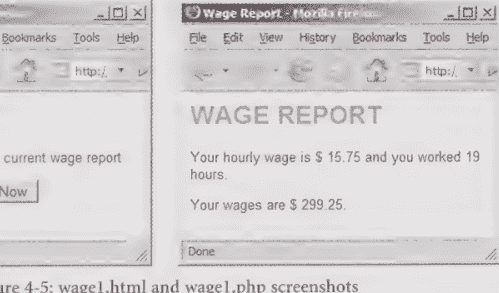 Bookmarks Tools Help
http:/
current wage report
Now
Wage Report - Mozilla
File Edit View History Bookmarks Tools Help
http:/
WAGE REPORT
Your hourly wage is $ 15.75 and you worked 19
hours.
Your wages are $ 299.25.
Done
ure 4-5: wage1.html and wage1.php screenshots